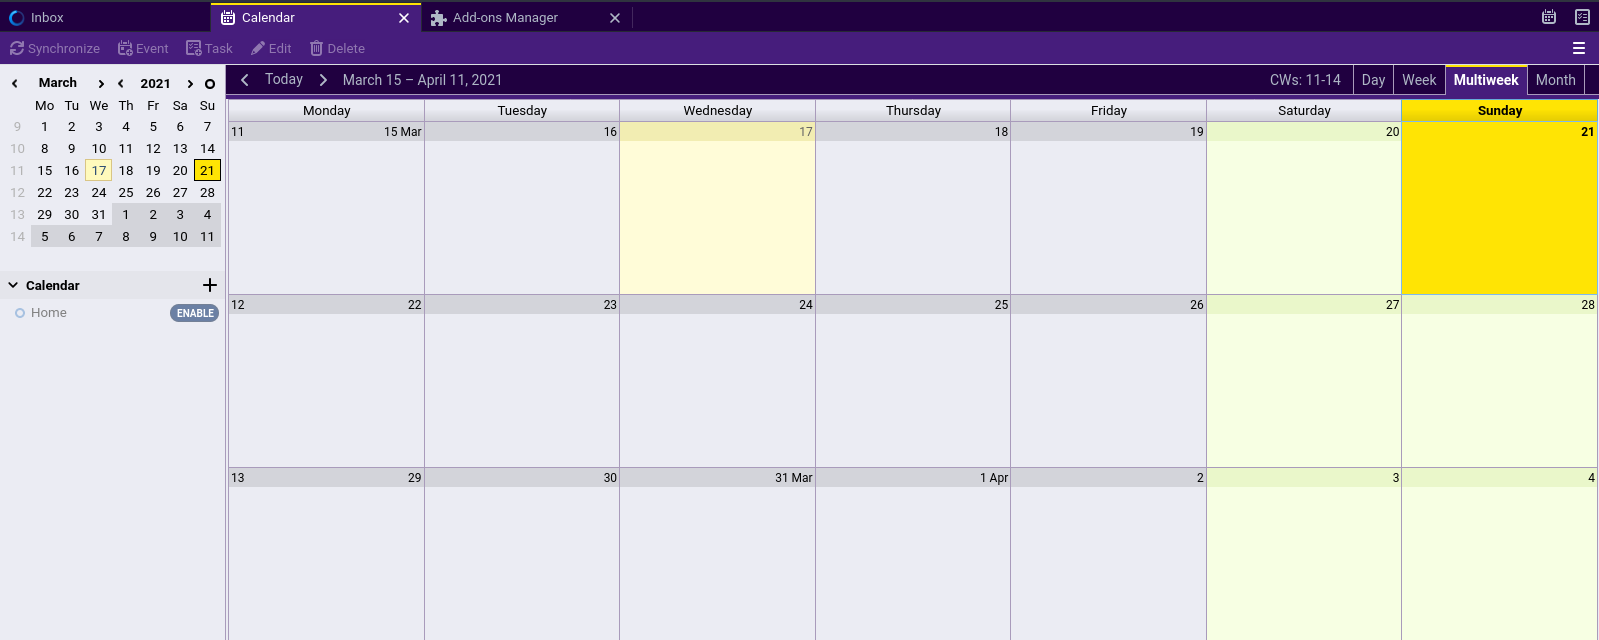 Inbox Calendar Add-ons Manager
Synchronize Event Task Edit Delete
March 2021
Mo Tu We Th Fr Sa Su
9 1 2 3 4 5 6 7
10 8 9 10 11 12 13 14
11 15 16 17 18 19 20 21
12 22 23 24 25 26 27 28
13 29 30 31 1 2 3 4
14 5 6 7 8 9 10 11
Calendar
Home ENABLE
Today March 15 – April 11, 2021 CWs: 11-14 Day Week Multiweek Month
Monday Tuesday Wednesday Thursday Friday Saturday Sunday
11 15 Mar 16 17 18 19 20 21
12 22 23 24 25 26 27 28
13 29 30 31 Mar 1 Apr 2 3 4